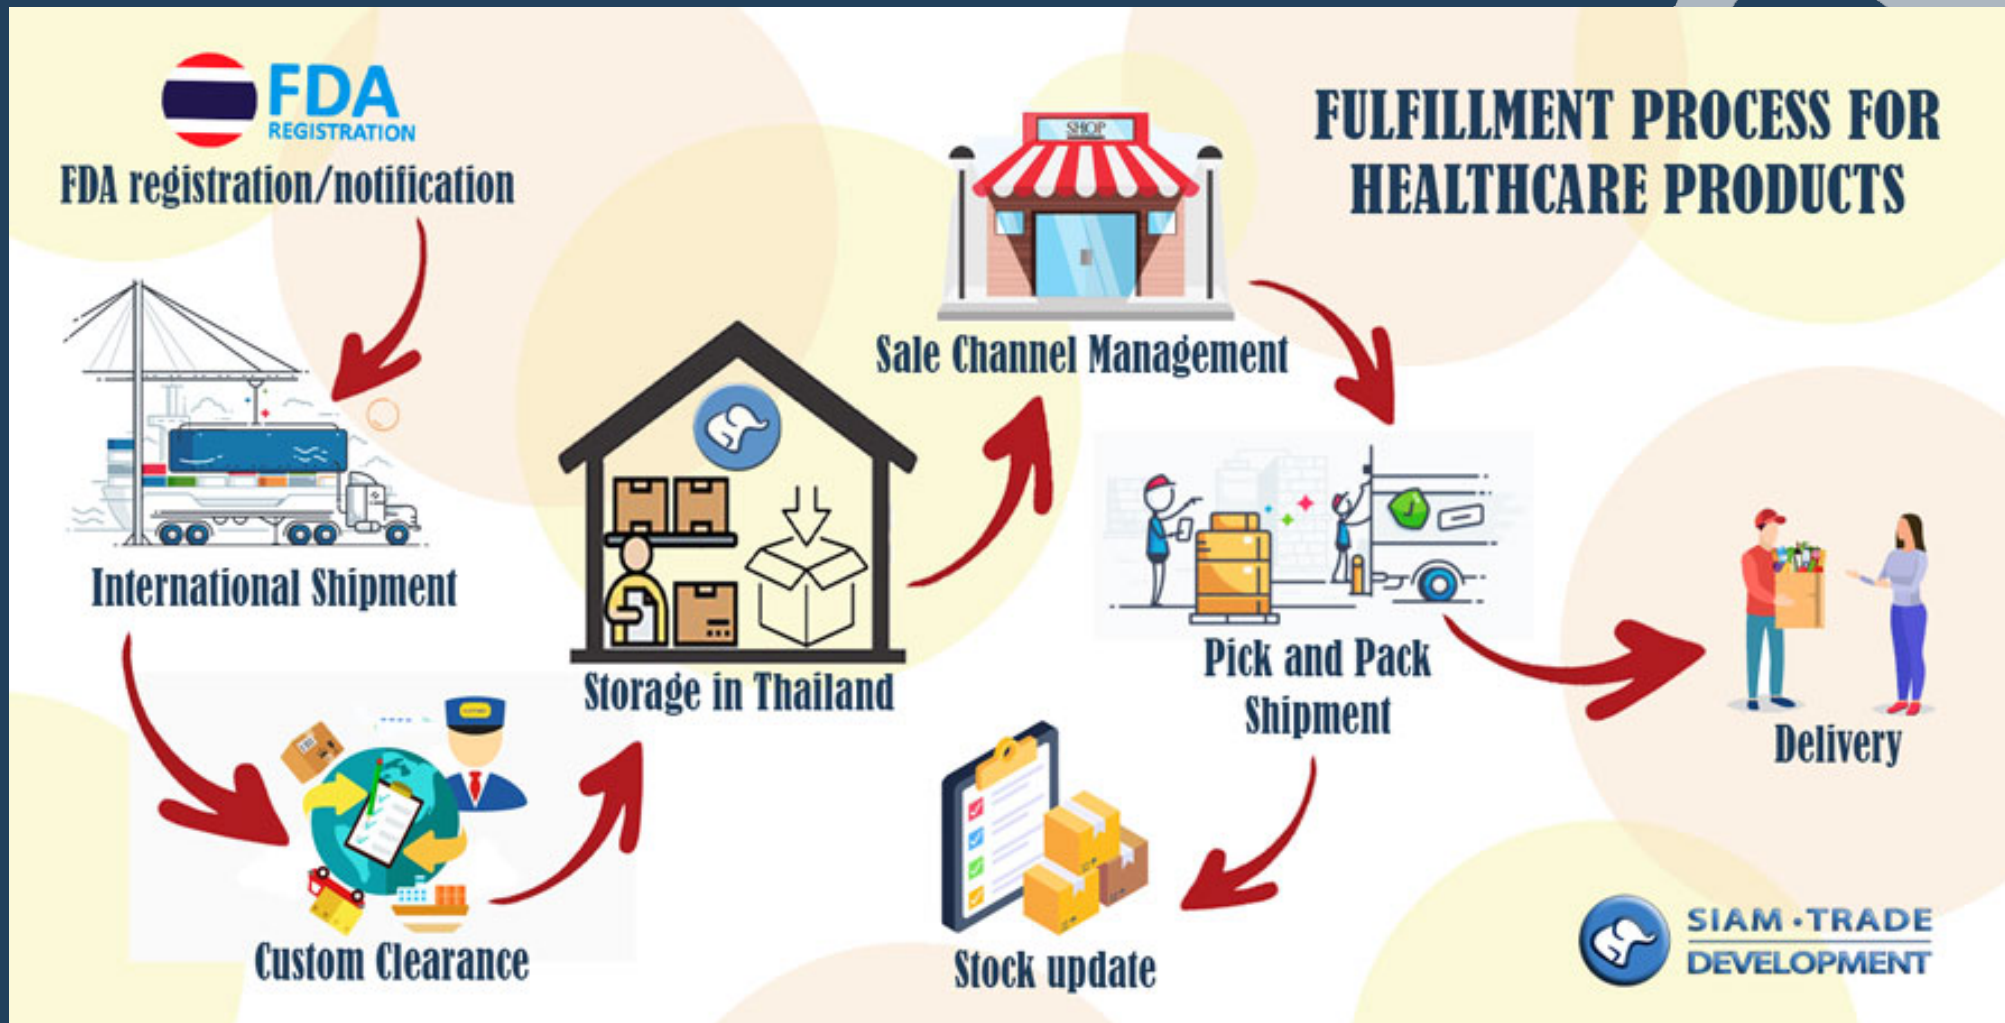 FDA
REGISTRATION
FDA registration/notification
FULFILLMENT PROCESS FOR
HEALTHCARE PRODUCTS
SHOP
Sale Channel Management
International Shipment
Storage in Thailand
Pick and Pack
Shipment
Delivery
Custom Clearance
Stock update
SIAM · TRADE
DEVELOPMENT